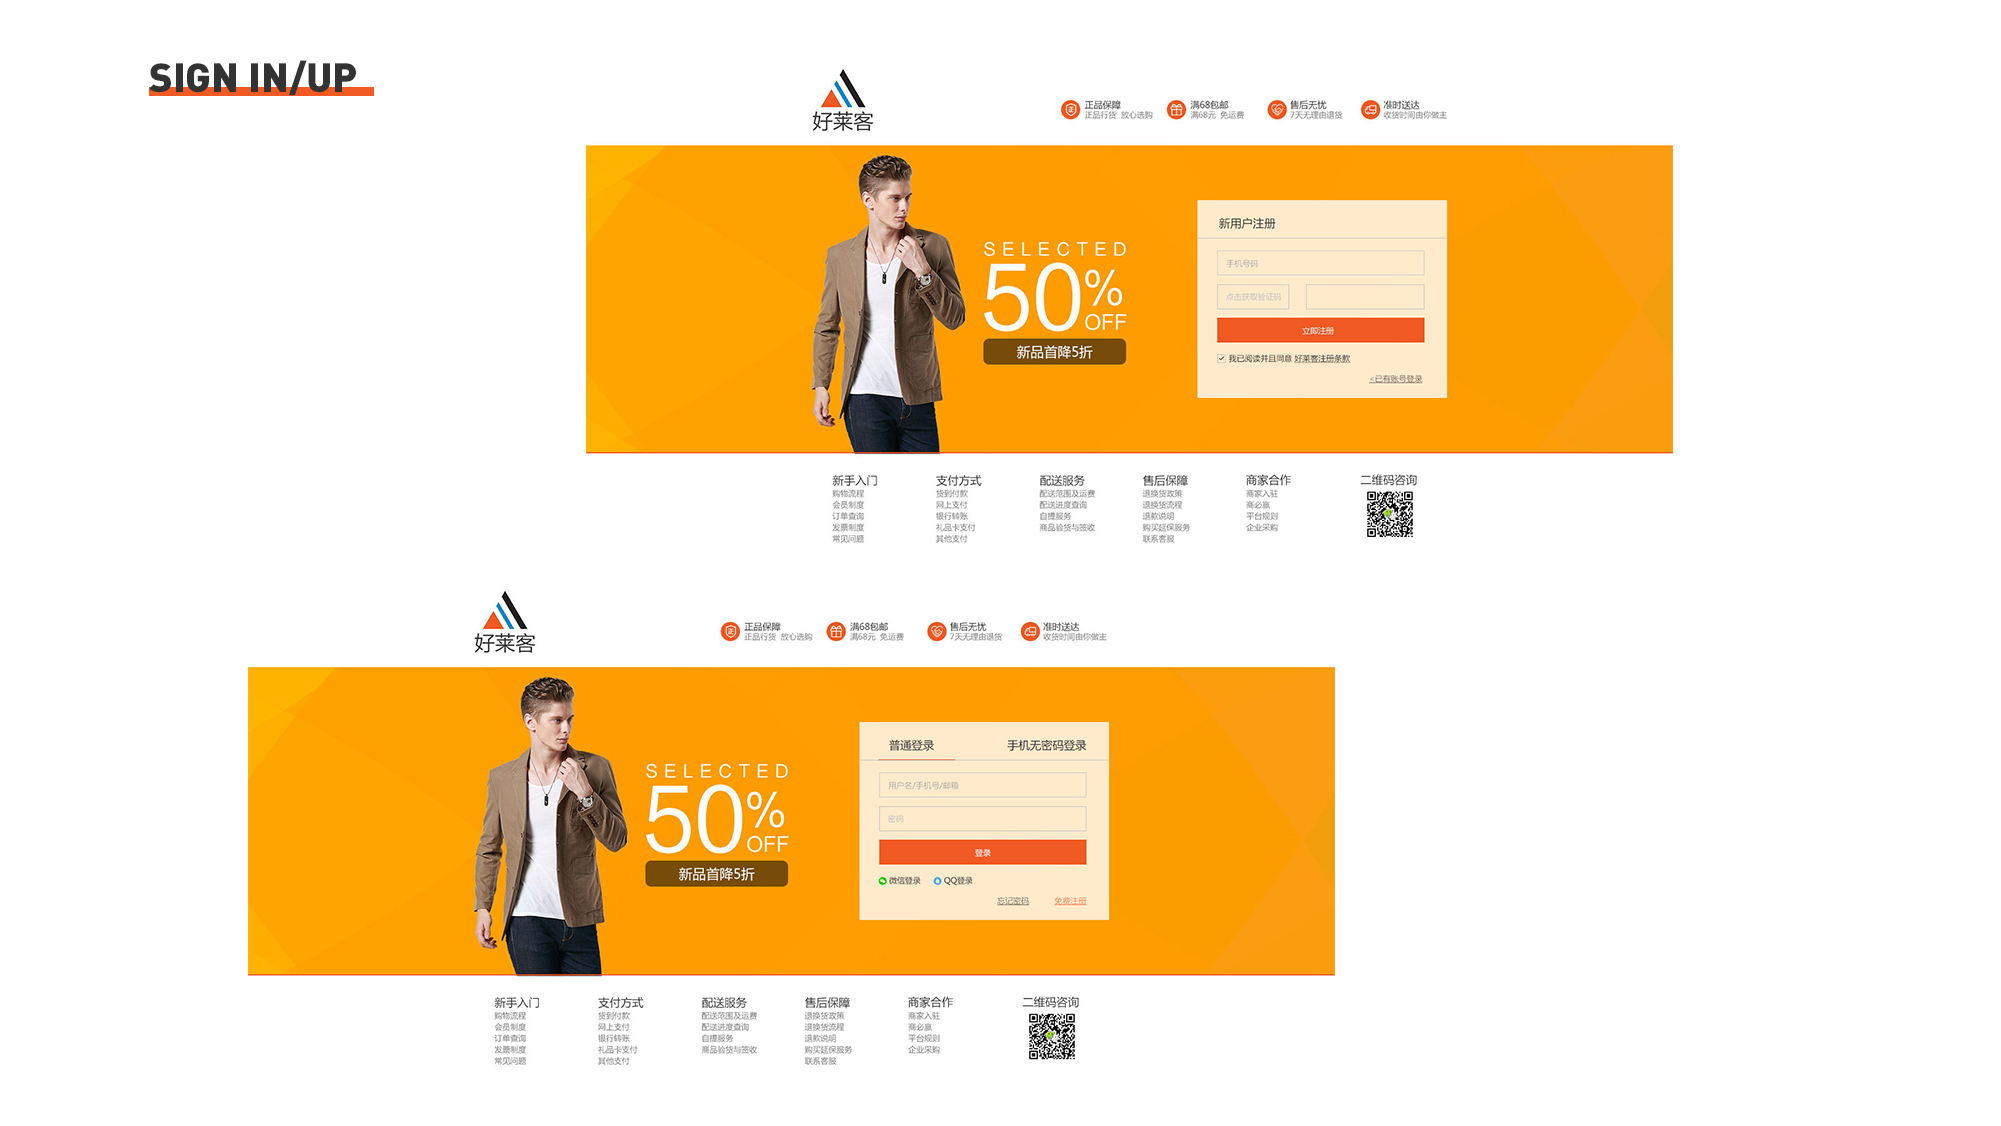 SIGN IN/UP
好莱客
正品保障
正品行货 放心选购
满68包邮
满68元 免运费
售后无忧
7天无理由退货
准时送达
收货时间由你做主
SELECTED
50%
OFF
新品首降5折
新用户注册
手机号码
点击获取验证码
立即注册
我已阅读并且同意 好莱客注册条款
<已有账号登录
新手入门
购物流程
会员制度
订单查询
发票制度
常见问题
支付方式
货到付款
网上支付
银行转账
礼品卡支付
其他支付
配送服务
配送范围及运费
配送进度查询
自提服务
商品验货与签收
售后保障
退换货政策
退换货流程
退款说明
购买延保服务
联系客服
商家合作
商家入驻
商必赢
平台规则
企业采购
二维码咨询
好莱客
正品保障
正品行货 放心选购
满68包邮
满68元 免运费
售后无忧
7天无理由退货
准时送达
收货时间由你做主
SELECTED
50%
OFF
新品首降5折
普通登录
手机无密码登录
用户名/手机号/邮箱
密码
登录
微信登录
QQ登录
忘记密码
免费注册
新手入门
购物流程
会员制度
订单查询
发票制度
常见问题
支付方式
货到付款
网上支付
银行转账
礼品卡支付
其他支付
配送服务
配送范围及运费
配送进度查询
自提服务
商品验货与签收
售后保障
退换货政策
退换货流程
退款说明
购买延保服务
联系客服
商家合作
商家入驻
商必赢
平台规则
企业采购
二维码咨询